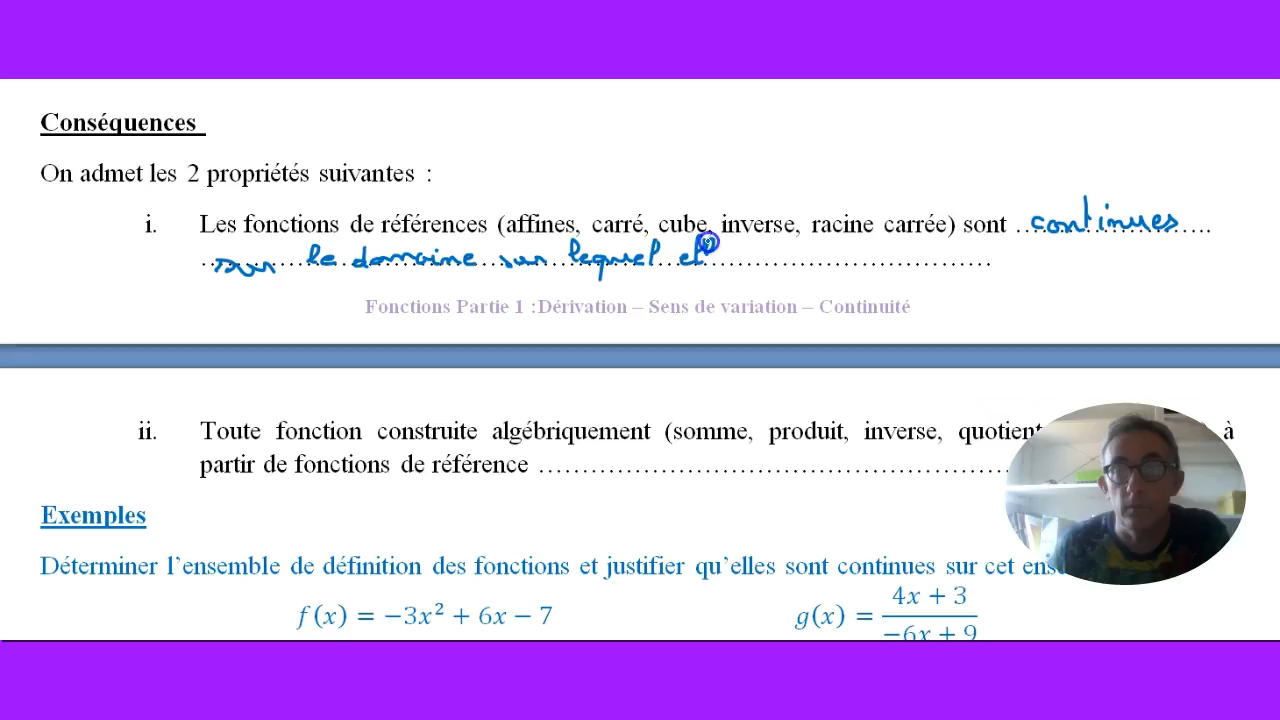 Conséquences
On admet les 2 propriétés suivantes :
i. Les fonctions de références (affines, carré, cube, inverse, racine carrée) sont ...continues...
sur le domaine sur lequel el
Fonctions Partie 1 :Dérivation – Sens de variation – Continuité
ii. Toute fonction construite algébriquement (somme, produit, inverse, quotient à
partir de fonctions de référence ……………………………………………
Exemples
Déterminer l’ensemble de définition des fonctions et justifier qu’elles sont continues sur cet
f(x) = −3x² + 6x − 7
g(x) = (4x + 3)/(−6x + 9)